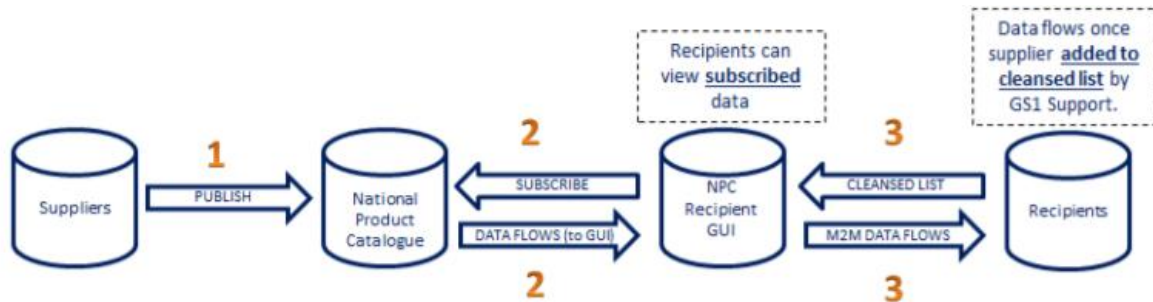 Recipients can
view subscribed
data
Data flows once
supplier added to
cleansed list by
GS1 Support.
1
2
3
Suppliers
PUBLISH
National
Product
Catalogue
SUBSCRIBE
DATA FLOWS (to GUI)
NPC
Recipient
GUI
CLEANSED LIST
M2M DATA FLOWS
Recipients
2
3